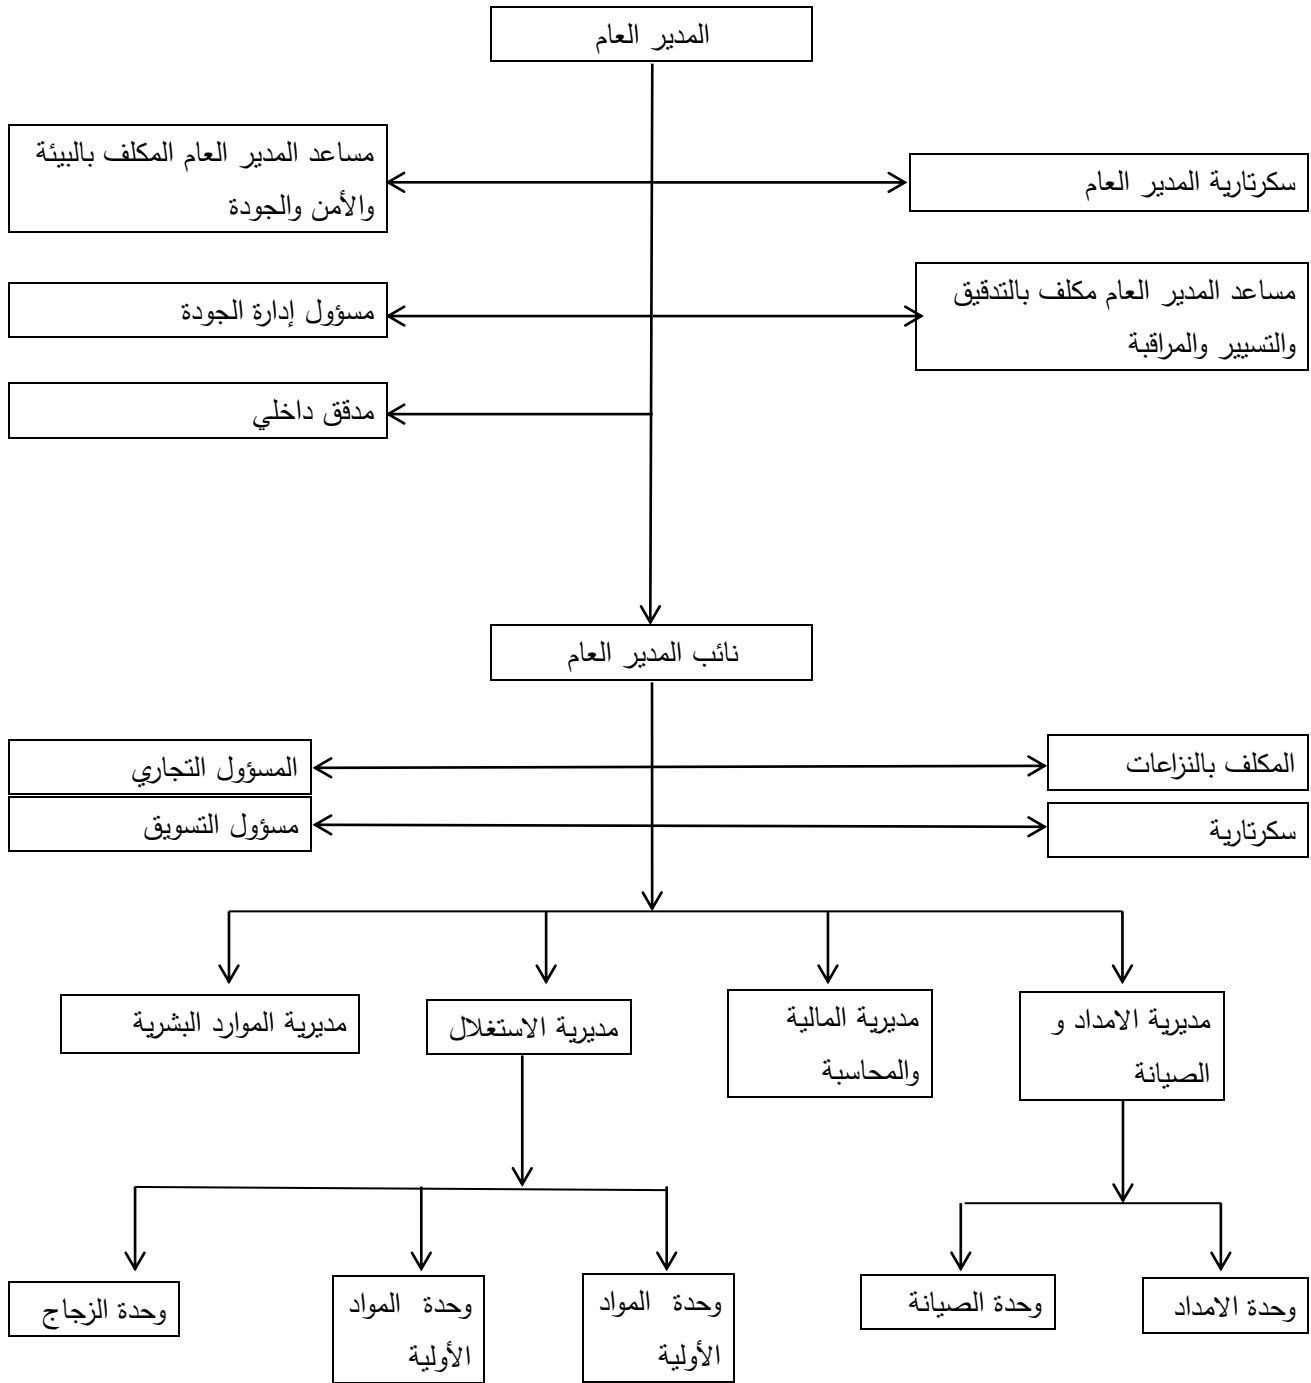 المدير العام
سكرتارية المدير العام
مساعد المدير العام المكلف بالبيئة
والأمن والجودة
مساعد المدير العام مكلف بالتدقيق
والتسيير والمراقبة
مسؤول إدارة الجودة
مدقق داخلي
نائب المدير العام
المكلف بالنزاعات
المسؤول التجاري
سكرتارية
مسؤول التسويق
مديرية الامداد و
الصيانة
مديرية المالية
والمحاسبة
مديرية الاستغلال
مديرية الموارد البشرية
وحدة الامداد
وحدة الصيانة
وحدة المواد
الأولية
وحدة المواد
الأولية
وحدة الزجاج